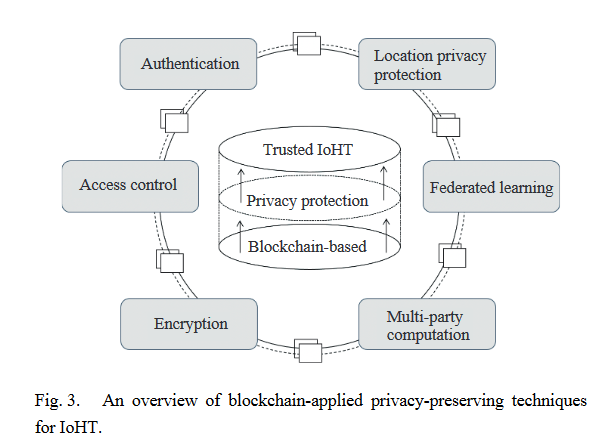 Authentication
Location privacy
protection
Trusted IoHT
Access control
Privacy protection
Federated learning
Blockchain-based
Encryption
Multi-party
computation
Fig. 3. An overview of blockchain-applied privacy-preserving techniques
for IoHT.